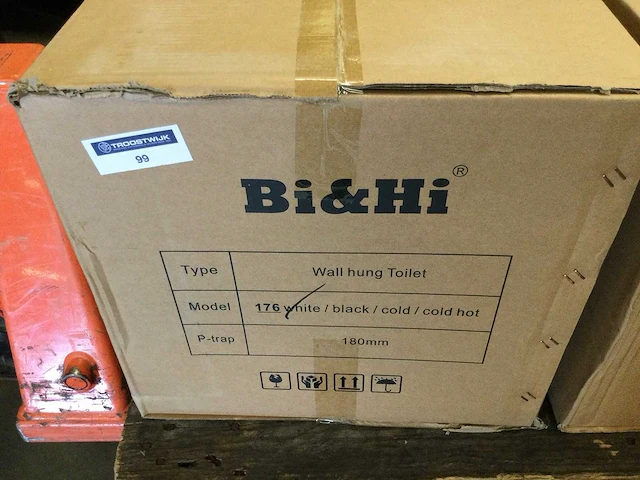 TROOSTWIJK
99
Bi&Hi®
Type Wall hung Toilet
Model 176 white / black / cold / cold hot
P-trap 180mm